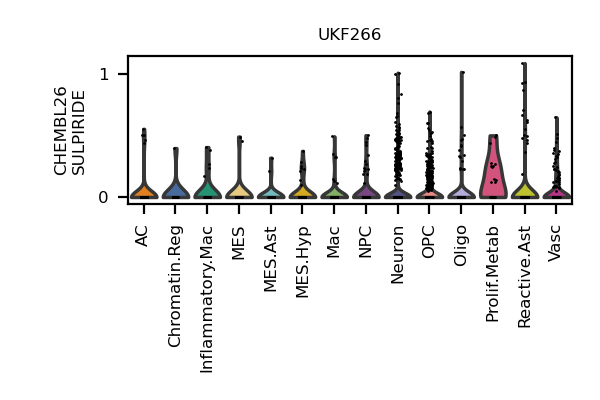 UKF266
CHEMBL26
SULPIRIDE
1
0
AC
Chromatin.Reg
Inflammatory.Mac
MES
MES.Ast
MES.Hyp
Mac
NPC
Neuron
OPC
Oligo
Prolif.Metab
Reactive.Ast
Vasc